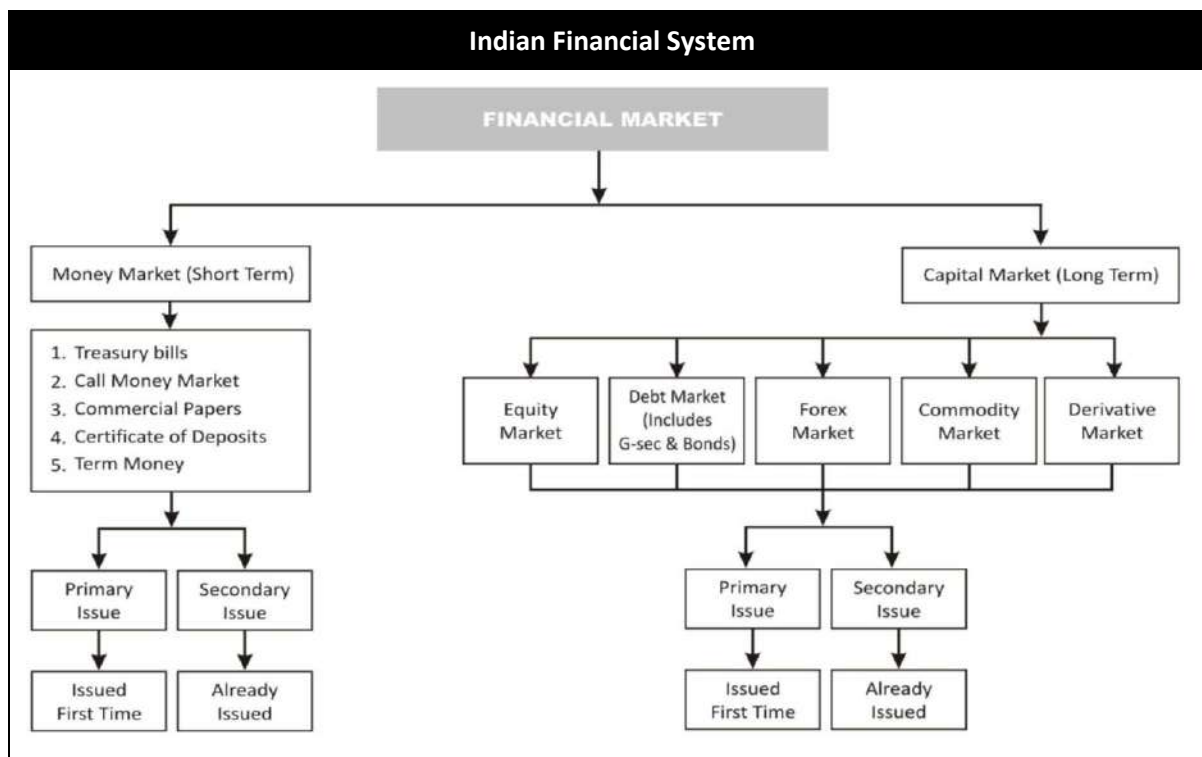 Indian Financial System
FINANCIAL MARKET
Money Market (Short Term)
Capital Market (Long Term)
1. Treasury bills
2. Call Money Market
3. Commercial Papers
4. Certificate of Deposits
5. Term Money
Equity
Market
Debt Market
(Includes
G-sec & Bonds)
Forex
Market
Commodity
Market
Derivative
Market
Primary
Issue
Secondary
Issue
Primary
Issue
Secondary
Issue
Issued
First Time
Already
Issued
Issued
First Time
Already
Issued